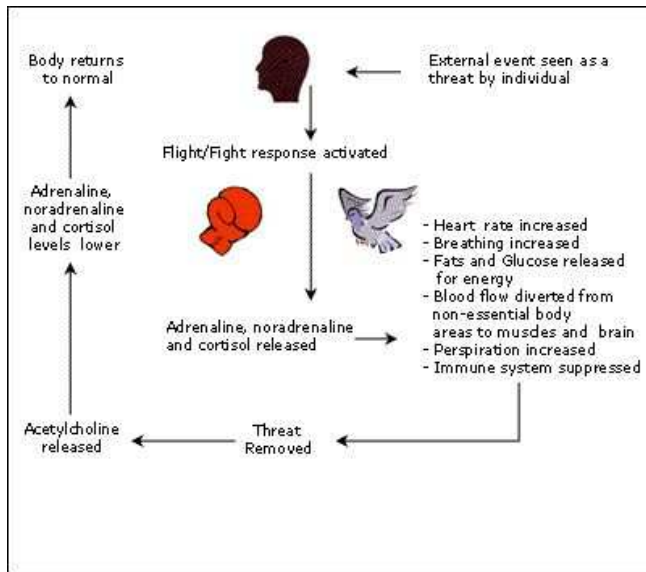 Body returns
to normal
External event seen as a
threat by individual
Flight/Fight response activated
Adrenaline,
noradrenaline
and cortisol
levels lower
- Heart rate increased
- Breathing increased
- Fats and Glucose released
for energy
- Blood flow diverted from
non-essential body
areas to muscles and brain
- Perspiration increased
- Immune system suppressed
Adrenaline, noradrenaline
and cortisol released
Acetylcholine
released
Threat
Removed